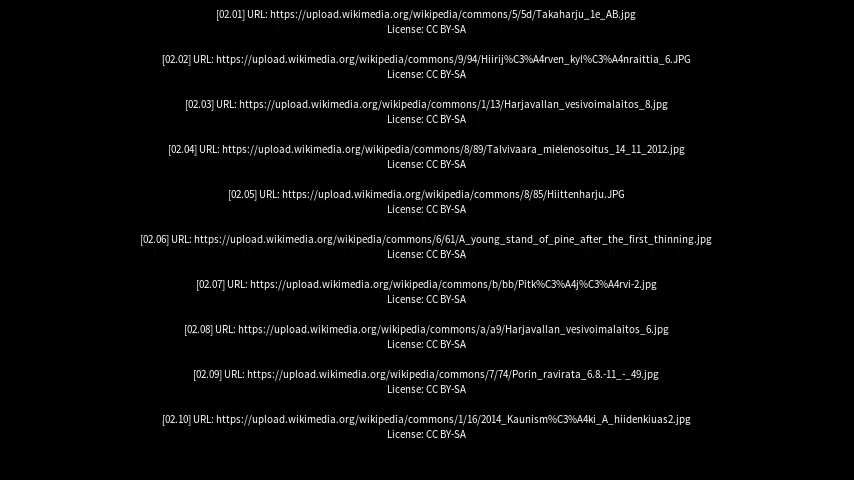 [02.01] URL: https://upload.wikimedia.org/wikipedia/commons/5/5d/Takaharju_1e_AB.jpg
License: CC BY-SA
[02.02] URL: https://upload.wikimedia.org/wikipedia/commons/9/94/Hiirij%C3%A4rven_kyl%C3%A4nraittia_6.JPG
License: CC BY-SA
[02.03] URL: https://upload.wikimedia.org/wikipedia/commons/1/13/Harjavallan_vesivoimalaitos_8.jpg
License: CC BY-SA
[02.04] URL: https://upload.wikimedia.org/wikipedia/commons/8/89/Talvivaara_mielenosoitus_14_11_2012.jpg
License: CC BY-SA
[02.05] URL: https://upload.wikimedia.org/wikipedia/commons/8/85/Hiittenharju.JPG
License: CC BY-SA
[02.06] URL: https://upload.wikimedia.org/wikipedia/commons/6/61/A_young_stand_of_pine_after_the_first_thinning.jpg
License: CC BY-SA
[02.07] URL: https://upload.wikimedia.org/wikipedia/commons/b/bb/Pitk%C3%A4j%C3%A4rvi-2.jpg
License: CC BY-SA
[02.08] URL: https://upload.wikimedia.org/wikipedia/commons/a/a9/Harjavallan_vesivoimalaitos_6.jpg
License: CC BY-SA
[02.09] URL: https://upload.wikimedia.org/wikipedia/commons/7/74/Porin_ravirata_6.8.-11_-_49.jpg
License: CC BY-SA
[02.10] URL: https://upload.wikimedia.org/wikipedia/commons/1/16/2014_Kaunism%C3%A4ki_A_hiidenkiuas2.jpg
License: CC BY-SA